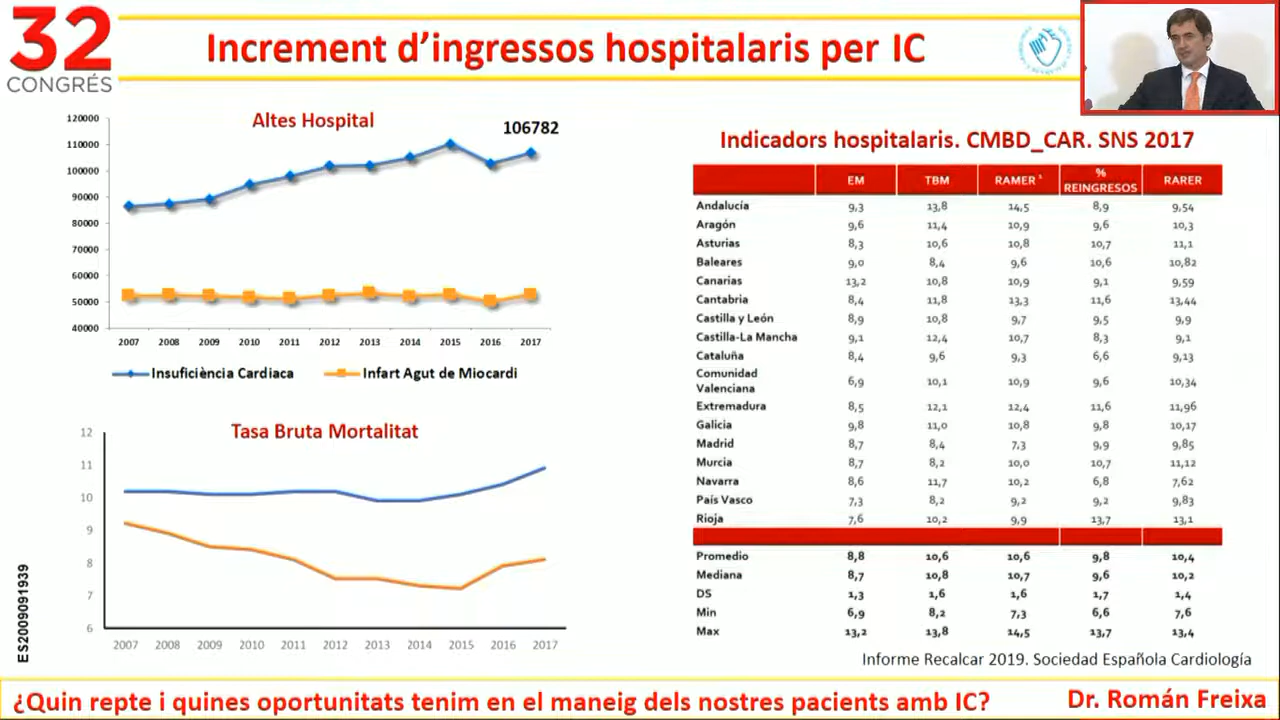 32
CONGRÉS
Increment d'ingressos hospitalaris per IC
Altes Hospital
106782
120000
110000
100000
90000
80000
70000
60000
50000
40000
2007 2008 2009 2010 2011 2012 2013 2014 2015 2016 2017
Insuficiència Cardiaca Infart Agut de Miocardi
Tasa Bruta Mortalitat
12
11
10
9
8
7
6
2007 2008 2009 2010 2011 2012 2013 2014 2015 2016 2017
ES2009091939
Indicadors hospitalaris. CMBD_CAR. SNS 2017
EM TBM RAMER ¹ % REINGRESOS RARER
Andalucía 9,3 13,8 14,5 8,9 9,54
Aragón 9,6 11,4 10,9 9,6 10,3
Asturias 8,3 10,6 10,8 10,7 11,1
Baleares 9,0 8,4 9,6 10,6 10,82
Canarias 13,2 10,8 10,9 9,1 9,59
Cantabria 8,4 11,8 13,3 11,6 13,44
Castilla y León 8,9 10,8 9,7 9,5 9,9
Castilla-La Mancha 9,1 12,4 10,7 8,3 9,1
Cataluña 8,4 9,6 9,3 6,6 9,13
Comunidad
Valenciana 6,9 10,1 10,9 9,6 10,34
Extremadura 8,5 12,1 12,4 11,6 11,96
Galicia 9,8 11,0 10,8 9,8 10,17
Madrid 8,7 8,4 7,3 9,9 9,85
Murcia 8,7 8,2 10,0 10,7 11,12
Navarra 8,6 11,7 10,2 6,8 7,62
País Vasco 7,3 8,2 9,2 9,2 9,83
Rioja 7,6 10,2 9,9 13,7 13,1
Promedio 8,8 10,6 10,6 9,8 10,4
Mediana 8,7 10,8 10,7 9,6 10,2
DS 1,3 1,6 1,6 1,7 1,4
Min 6,9 8,2 7,3 6,6 7,6
Max 13,2 13,8 14,5 13,7 13,4
Informe Recalcar 2019. Sociedad Española Cardiología
¿Quin repte i quines oportunitats tenim en el maneig dels nostres pacients amb IC? Dr. Román Freixa